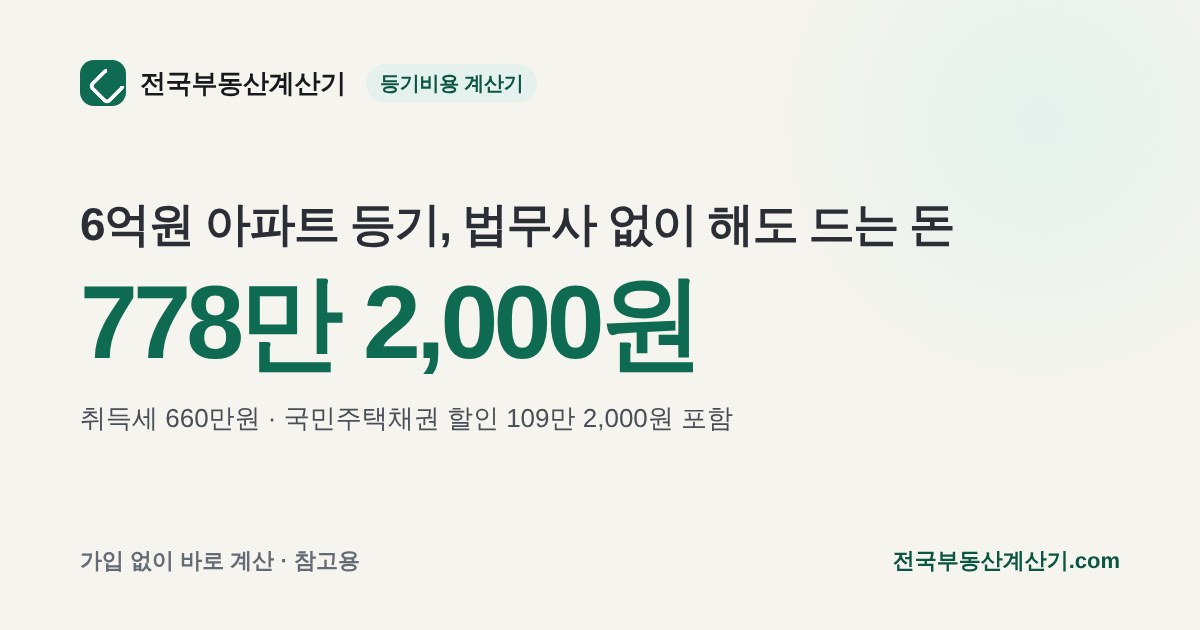 전국부동산계산기 등기비용 계산기
6억원 아파트 등기, 법무사 없이 해도 드는 돈
778만 2,000원
취득세 660만원 · 국민주택채권 할인 109만 2,000원 포함
가입 없이 바로 계산 · 참고용
전국부동산계산기.com